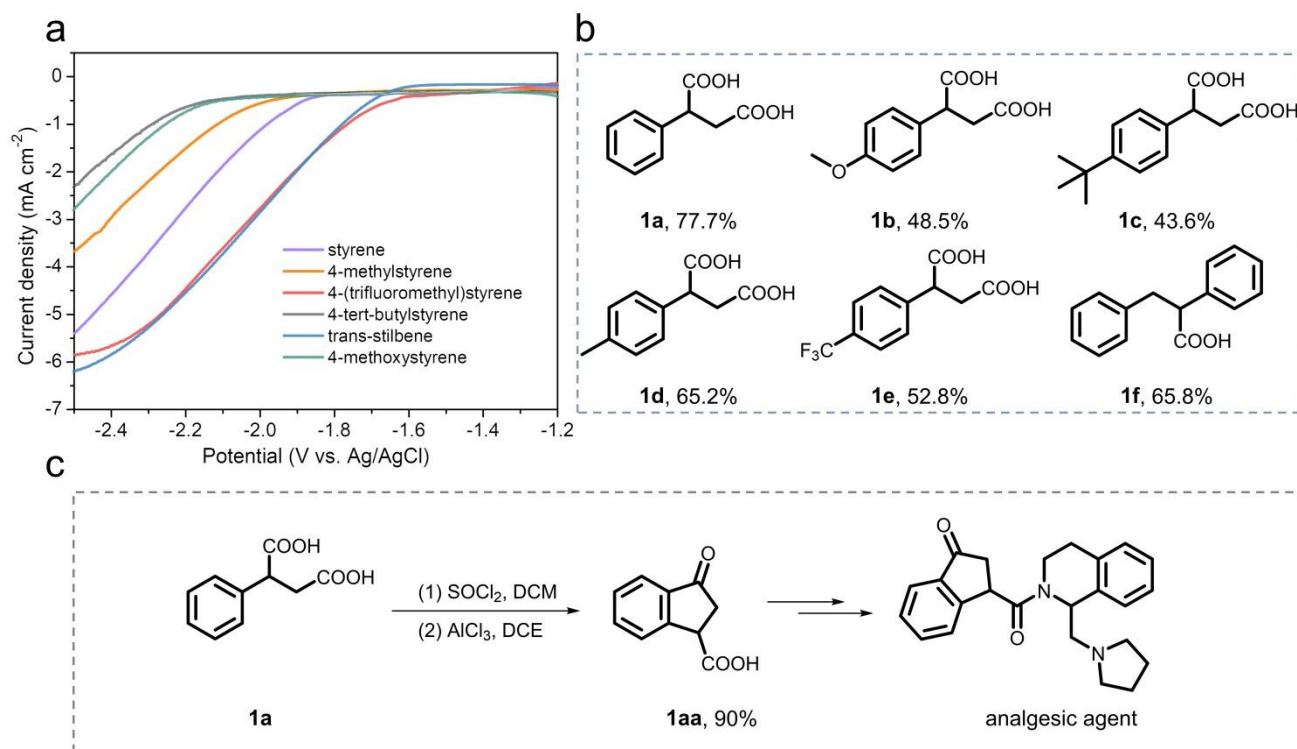 a
Current density (mA cm⁻²)
0
-1
-2
-3
-4
-5
-6
-7
styrene
4-methylstyrene
4-(trifluoromethyl)styrene
4-tert-butylstyrene
trans-stilbene
4-methoxystyrene
-2.4 -2.2 -2.0 -1.8 -1.6 -1.4 -1.2
Potential (V vs. Ag/AgCl)
b
COOH
COOH
1a, 77.7%
COOH
COOH
O
1b, 48.5%
COOH
COOH
1c, 43.6%
COOH
COOH
1d, 65.2%
COOH
COOH
F₃C
1e, 52.8%
COOH
1f, 65.8%
c
COOH
COOH
1a
(1) SOCl₂, DCM
(2) AlCl₃, DCE
O
COOH
1aa, 90%
O
N
O
N
analgesic agent